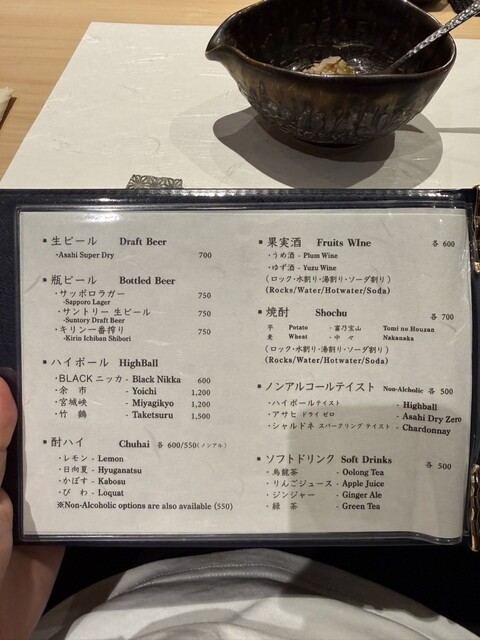 ▪ 生ビール Draft Beer
・Asahi Super Dry 700
▪ 瓶ビール Bottled Beer
・サッポロラガー 750
-Sapporo Lager
・サントリー 生ビール 750
-Suntory Draft Beer
・キリン一番搾り 750
-Kirin Ichiban Shibori
▪ ハイボール HighBall
・BLACK ニッカ - Black Nikka 600
・余 市 - Yoichi 1,200
・宮城峡 - Miyagikyo 1,200
・竹 鶴 - Taketsuru 1,500
▪ 酎ハイ Chuhai 各 600/550(ノンアル)
・レモン - Lemon
・日向夏 - Hyuganatsu
・かぼす - Kabosu
・び わ - Loquat
※Non-Alcoholic options are also available (550)
▪ 果実酒 Fruits WIne 各 600
・うめ酒 - Plum Wine
・ゆず酒 - Yuzu Wine
(ロック・水割り・湯割り・ソーダ割り)
(Rocks/Water/Hotwater/Soda)
▪ 焼酎 Shochu 各 700
芋 Potato ・富乃宝山 Tomi no Houzan
麦 Wheat ・中々 Nakanaka
(ロック・水割り・湯割り・ソーダ割り)
(Rocks/Water/Hotwater/Soda)
▪ ノンアルコールテイスト Non-Alcoholic 各 500
・ハイボールテイスト - Highball
・アサヒ ドライ ゼロ - Asahi Dry Zero
・シャルドネ スパークリング テイスト - Chardonnay
▪ ソフトドリンク Soft Drinks 各 500
・烏龍茶 - Oolong Tea
・りんごジュース - Apple Juice
・ジンジャー - Ginger Ale
・緑 茶 - Green Tea